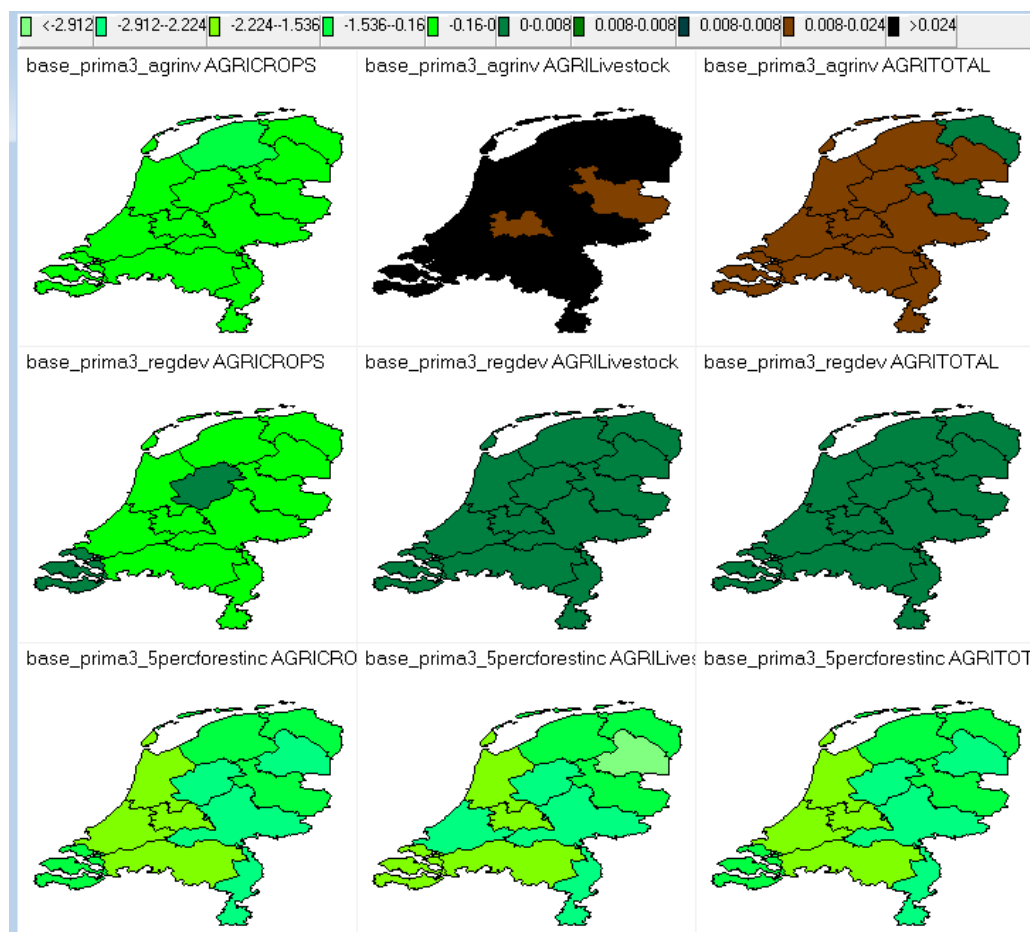 <-2.912 -2.912--2.224 -2.224-1.536 -1.536--0.16 -0.16-0 0-0.008 0.008-0.008 0.008-0.008 0.008-0.024 >0.024
base_prima3_agrinv AGRICROPS base_prima3_agrinv AGRILivestock base_prima3_agrinv AGRITOTAL
base_prima3_regdev AGRICROPS base_prima3_regdev AGRILivestock base_prima3_regdev AGRITOTAL
base_prima3_5percforestinc AGRICRO base_prima3_5percforestinc AGRILives base_prima3_5percforestinc AGRITOT